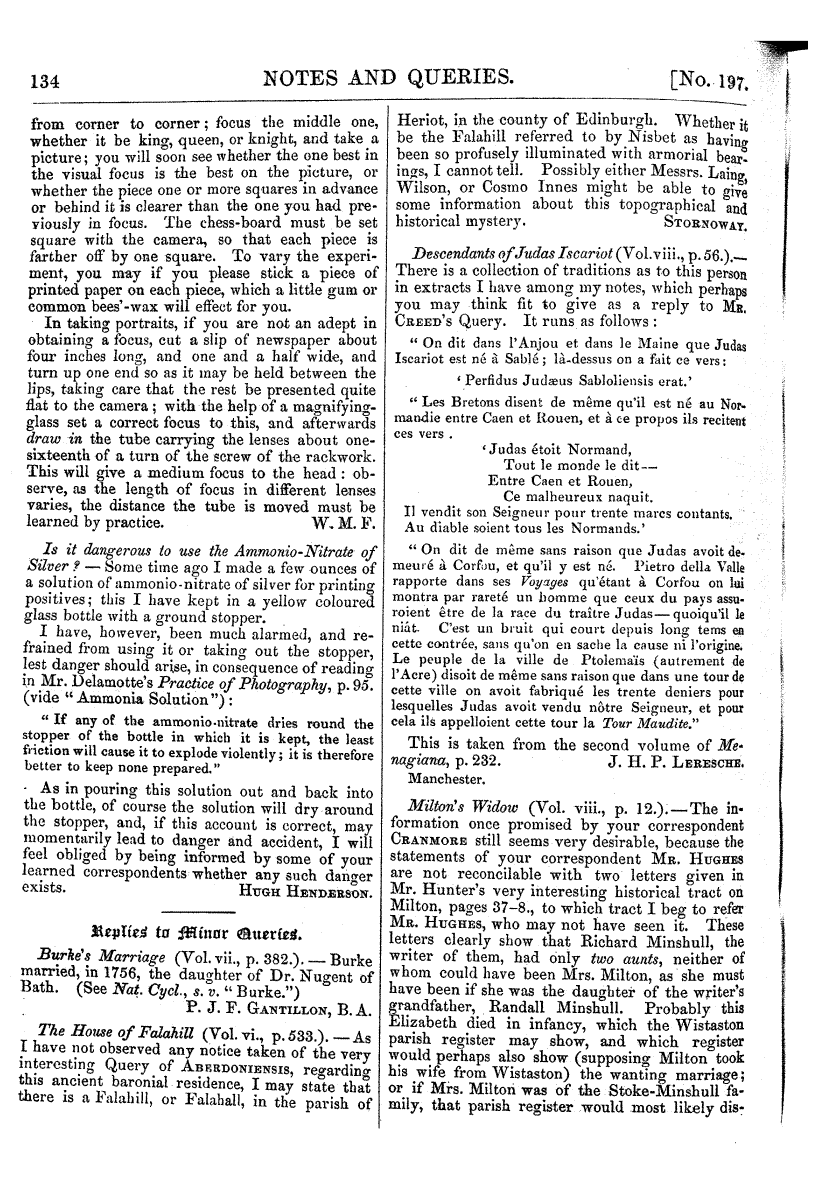 134 NOTES AND QUERIES. [No. 197.
from corner to corner; focus the middle one,
whether it be king, queen, or knight, and take a
picture; you will soon see whether the one best in
the visual focus is the best on the picture, or
whether the piece one or more squares in advance
or behind it is clearer than the one you had pre-
viously in focus. The chess-board must be set
square with the camera, so that each piece is
farther off by one square. To vary the experi-
ment, you may if you please stick a piece of
printed paper on each piece, which a little gum or
common bees'-wax will effect for you.
In taking portraits, if you are not an adept in
obtaining a focus, cut a slip of newspaper about
four inches long, and one and a half wide, and
turn up one end so as it may be held between the
lips, taking care that the rest be presented quite
flat to the camera; with the help of a magnifying-
glass set a correct focus to this, and afterwards
draw in the tube carrying the lenses about one-
sixteenth of a turn of the screw of the rackwork.
This will give a medium focus to the head: ob-
serve, as the length of focus in different lenses
varies, the distance the tube is moved must be
learned by practice. W. M. F.
Is it dangerous to use the Ammonio-Nitrate of
Silver? — Some time ago I made a few ounces of
a solution of ammonio-nitrate of silver for printing
positives; this I have kept in a yellow coloured
glass bottle with a ground stopper.
I have, however, been much alarmed, and re-
frained from using it or taking out the stopper,
lest danger should arise, in consequence of reading
in Mr. Delamotte's Practice of Photography, p. 95.
(vide "Ammonia Solution"):
"If any of the ammonio-nitrate dries round the
stopper of the bottle in which it is kept, the least
friction will cause it to explode violently; it is therefore
better to keep none prepared."
As in pouring this solution out and back into
the bottle, of course the solution will dry around
the stopper, and, if this account is correct, may
momentarily lead to danger and accident, I will
feel obliged by being informed by some of your
learned correspondents whether any such danger
exists. HUGH HENDERSON.
Replies to Minor Queries.
Burke's Marriage (Vol. vii., p. 382.). — Burke
married, in 1756, the daughter of Dr. Nugent of
Bath. (See Nat. Cycl., s. v. "Burke.")
P. J. F. GANTILLON, B. A.
The House of Falahill (Vol. vi., p. 533.). — As
I have not observed any notice taken of the very
interesting Query of ABERDONIENSIS, regarding
this ancient baronial residence, I may state that
there is a Falahill, or Falahall, in the parish of
Heriot, in the county of Edinburgh. Whether it
be the Falahill referred to by Nisbet as having
been so profusely illuminated with armorial bear-
ings, I cannot tell. Possibly either Messrs. Laing,
Wilson, or Cosmo Innes might be able to give
some information about this topographical and
historical mystery. STORNOWAY.
Descendants of Judas Iscariot (Vol. viii., p. 56.).—
There is a collection of traditions as to this person
in extracts I have among my notes, which perhaps
you may think fit to give as a reply to MR.
CREED's Query. It runs as follows:
"On dit dans l'Anjou et dans le Maine que Judas
Iscariot est né à Sablé; là-dessus on a fait ce vers:
'Perfidus Judæus Sabloliensis erat.'
"Les Bretons disent de même qu'il est né au Nor-
mandie entre Caen et Rouen, et à ce propos ils recitent
ces vers .
'Judas étoit Normand,
Tout le monde le dit—
Entre Caen et Rouen,
Ce malheureux naquit.
Il vendit son Seigneur pour trente marcs contants.
Au diable soient tous les Normands.'
"On dit de même sans raison que Judas avoit de-
meuré à Corfou, et qu'il y est né. Pietro della Valle
rapporte dans ses Voyages qu'étant à Corfou on lui
montra par rareté un homme que ceux du pays assu-
roient être de la race du traître Judas—quoiqu'il le
niát. C'est un bruit qui court depuis long tems en
cette contrée, sans qu'on en sache la cause ni l'origine.
Le peuple de la ville de Ptolemaïs (autrement de
l'Acre) disoit de même sans raison que dans une tour de
cette ville on avoit fabriqué les trente deniers pour
lesquelles Judas avoit vendu nôtre Seigneur, et pour
cela ils appelloient cette tour la Tour Maudite."
This is taken from the second volume of Me-
nagiana, p. 232. J. H. P. LERESCHE.
Manchester.
Milton's Widow (Vol. viii., p. 12.).—The in-
formation once promised by your correspondent
CRANMORE still seems very desirable, because the
statements of your correspondent MR. HUGHES
are not reconcilable with two letters given in
Mr. Hunter's very interesting historical tract on
Milton, pages 37–8., to which tract I beg to refer
MR. HUGHES, who may not have seen it. These
letters clearly show that Richard Minshull, the
writer of them, had only two aunts, neither of
whom could have been Mrs. Milton, as she must
have been if she was the daughter of the writer's
grandfather, Randall Minshull. Probably this
Elizabeth died in infancy, which the Wistaston
parish register may show, and which register
would perhaps also show (supposing Milton took
his wife from Wistaston) the wanting marriage;
or if Mrs. Milton was of the Stoke-Minshull fa-
mily, that parish register would most likely dis-